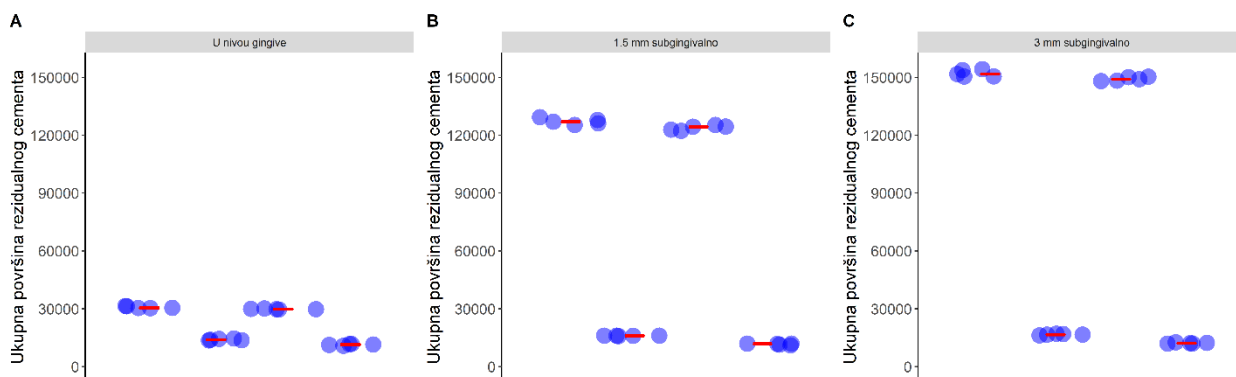 A
U nivou gingive
Ukupna površina rezidualnog cementa
150000
120000
90000
60000
30000
0
B
1.5 mm subgingivalno
Ukupna površina rezidualnog cementa
150000
120000
90000
60000
30000
0
C
3 mm subgingivalno
Ukupna površina rezidualnog cementa
150000
120000
90000
60000
30000
0